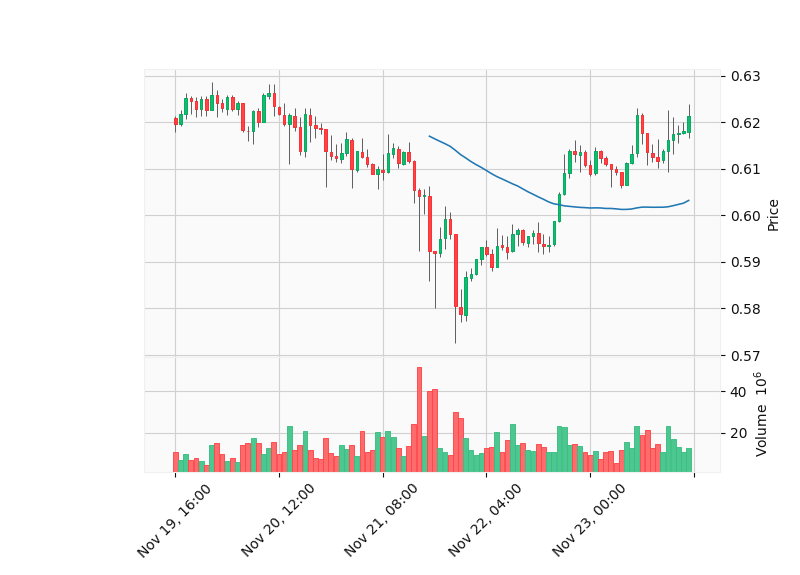 0.63
0.62
0.61
0.60
0.59
0.58
0.57
Price
40
20
Volume 10⁶
Nov 19, 16:00
Nov 20, 12:00
Nov 21, 08:00
Nov 22, 04:00
Nov 23, 00:00